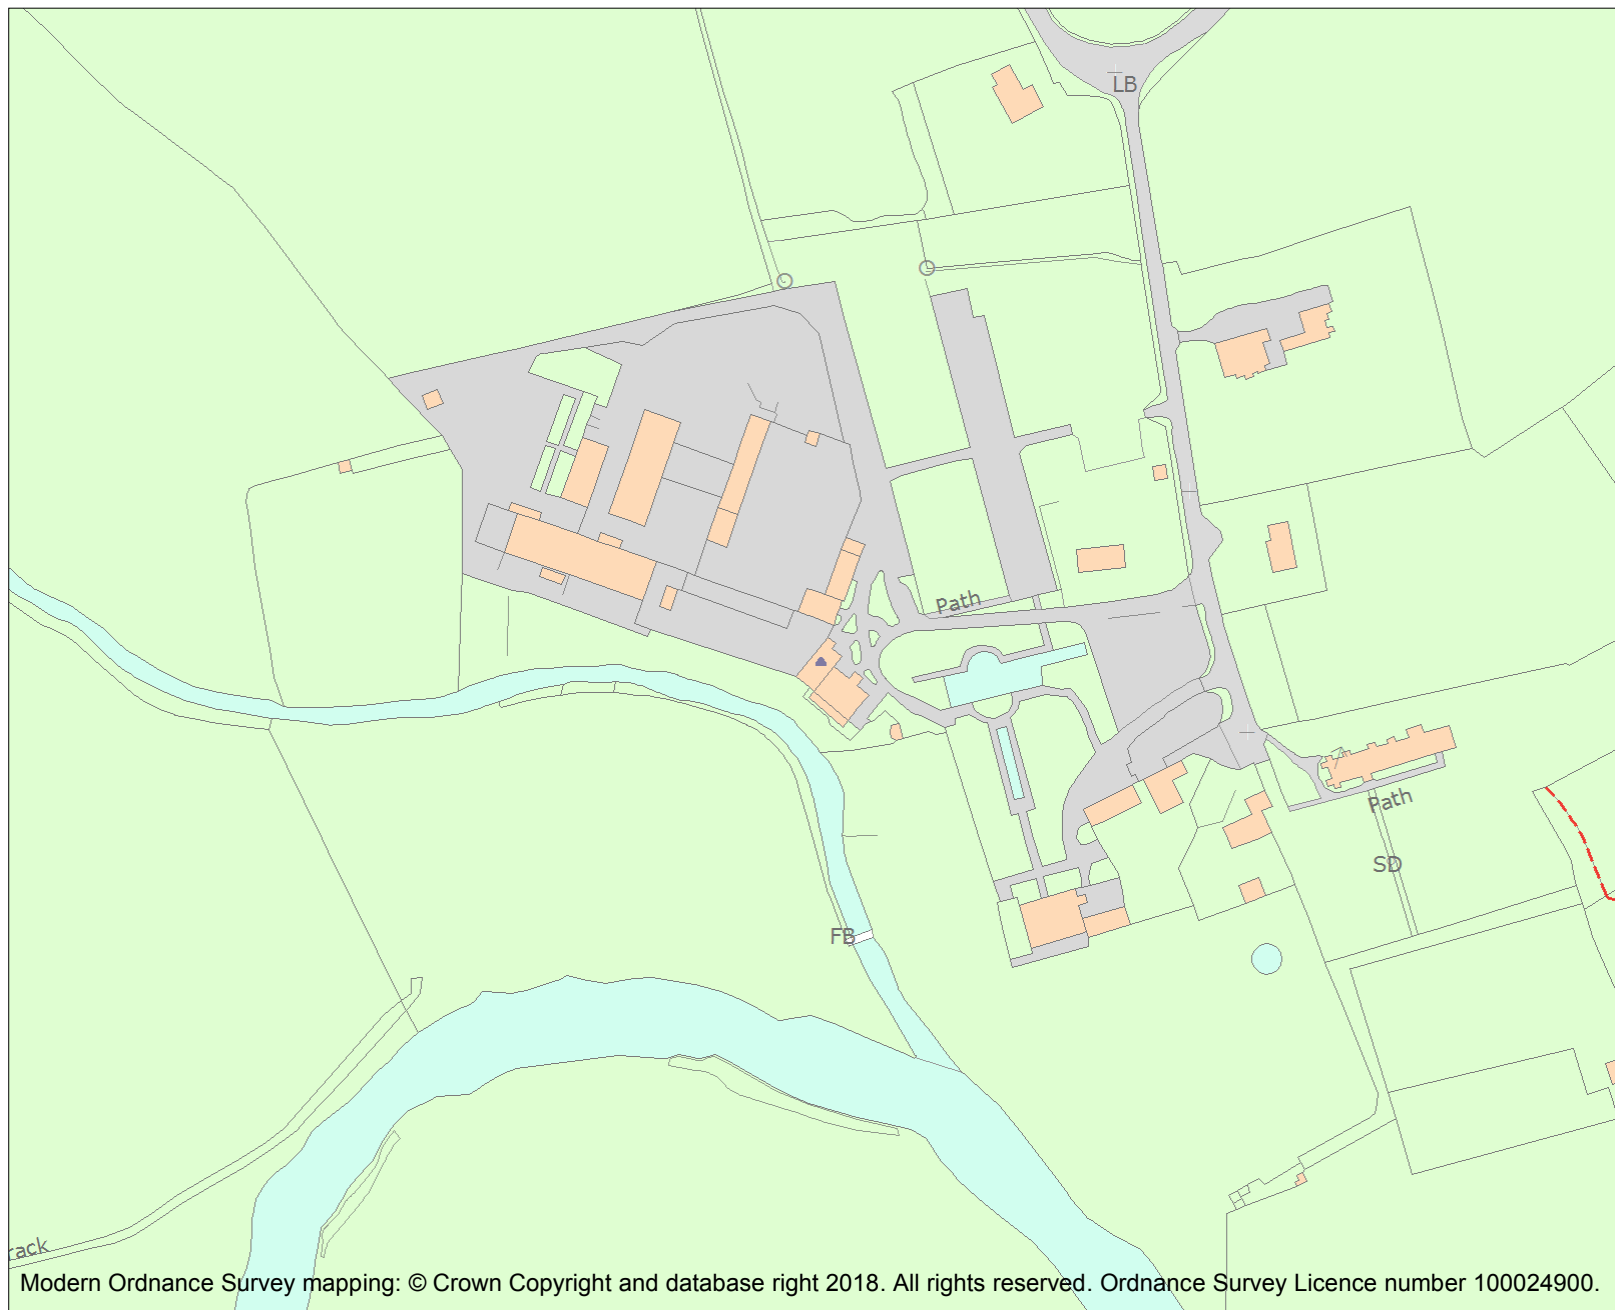 LB
Path
Path
SD
FB
rack
Modern Ordnance Survey mapping: © Crown Copyright and database right 2018. All rights reserved. Ordnance Survey Licence number 100024900.